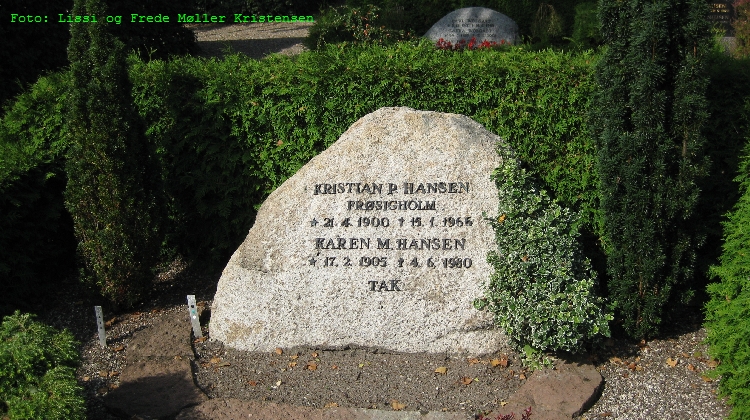 Foto: Lissi og Frede Møller Kristensen
KRISTIAN P. HANSEN
FRØSIGHOLM
☆ 21. 4. 1900 † 15. 1. 1966
KAREN M. HANSEN
☆ 17. 2. 1905 † 4. 6. 1980
TAK